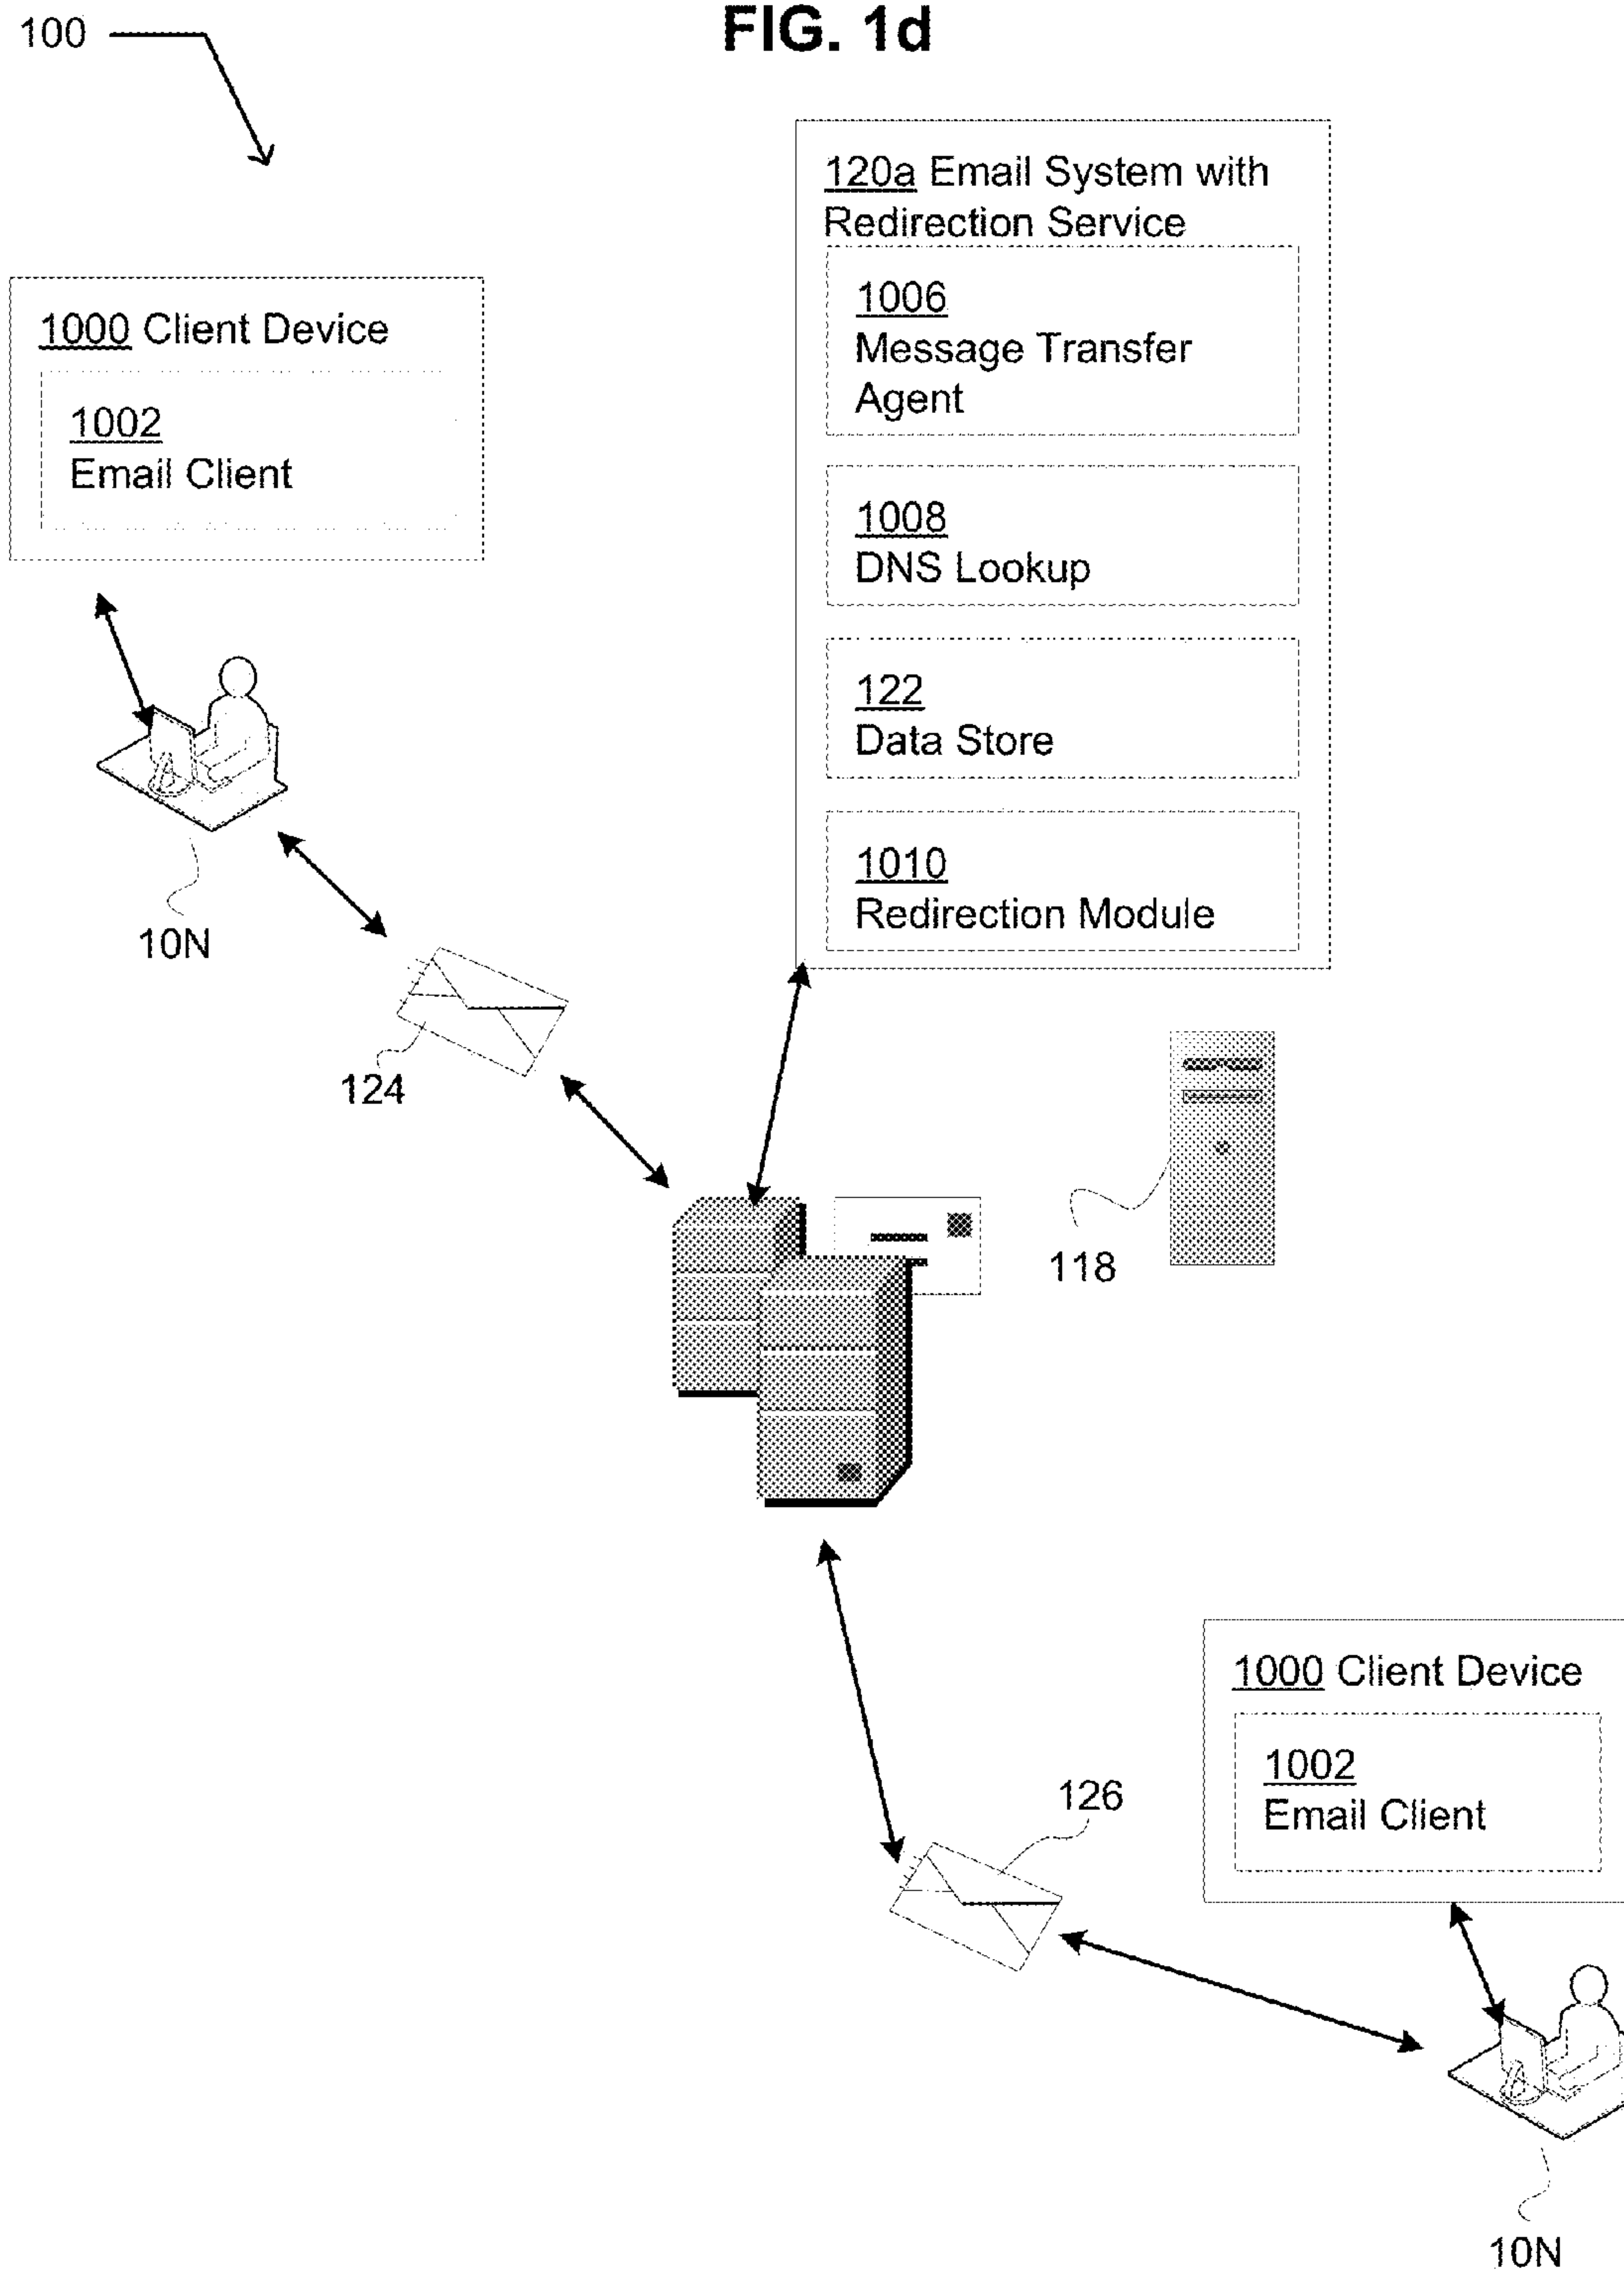 FIG. 1d
100
120a Email System with
Redirection Service
1006
Message Transfer
Agent
1000 Client Device
1002
Email Client
1008
DNS Lookup
122
Data Store
1010
Redirection Module
10N
124
118
1000 Client Device
1002
Email Client
126
10N